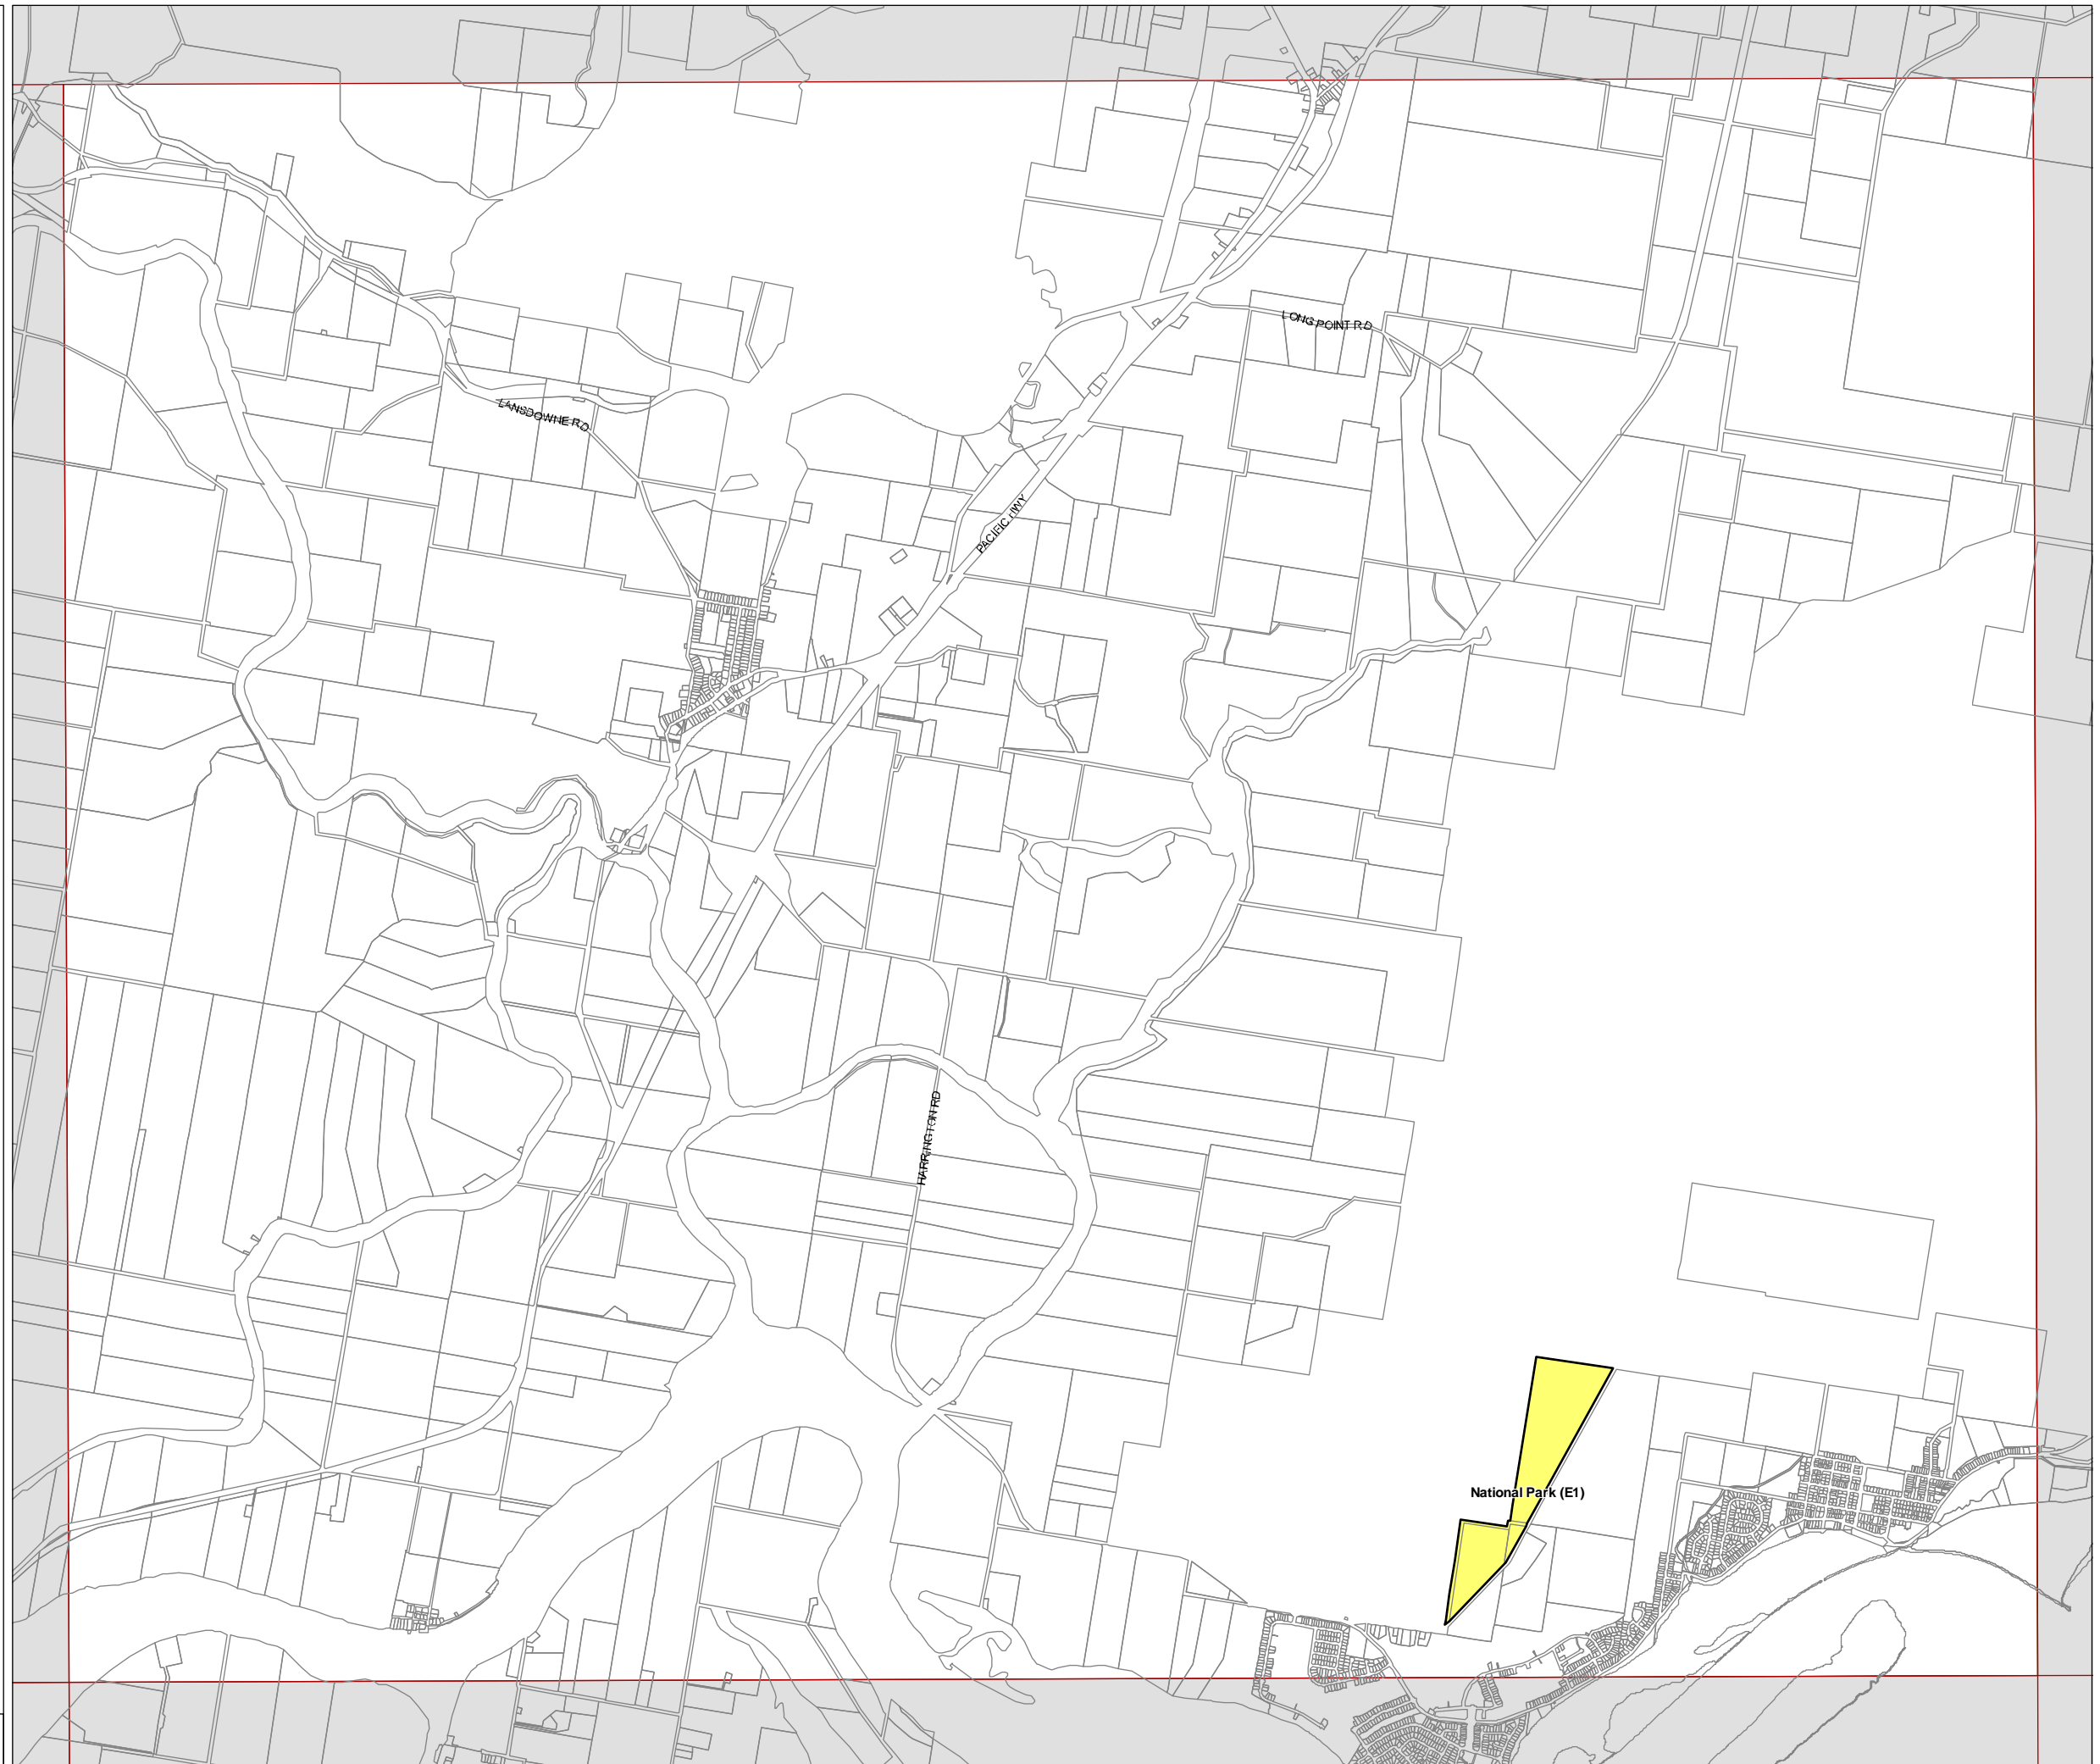 LONG POINT RD
LANSDOWNE RD
PACIFIC HWY
HARRINGTON RD
National Park (E1)